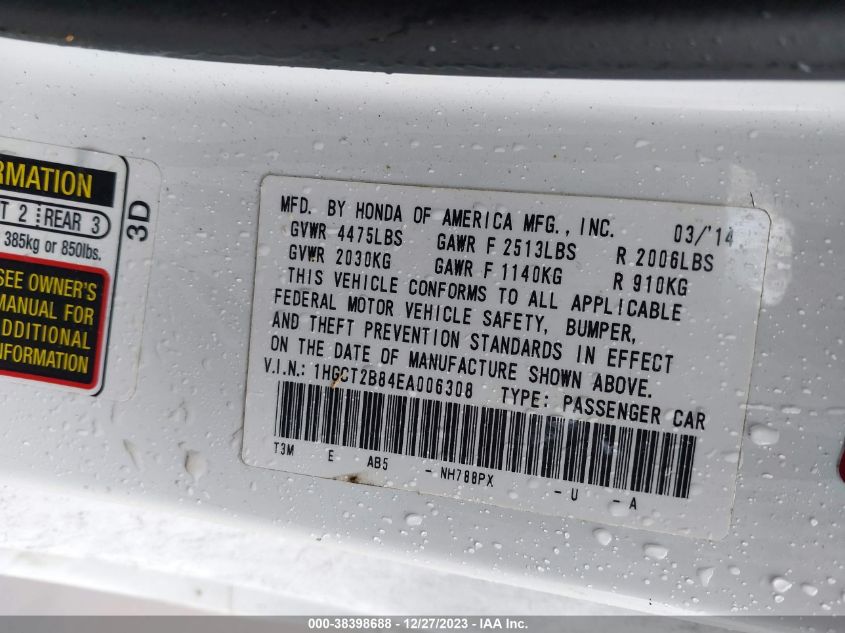 RMATION
T 2 REAR 3
385kg or 850lbs.
3D
SEE OWNER'S
MANUAL FOR
ADDITIONAL
INFORMATION
MFD. BY HONDA OF AMERICA MFG., INC. 03/'14
GVWR 4475LBS GAWR F 2513LBS R 2006LBS
GVWR 2030KG GAWR F 1140KG R 910KG
THIS VEHICLE CONFORMS TO ALL APPLICABLE
FEDERAL MOTOR VEHICLE SAFETY, BUMPER,
AND THEFT PREVENTION STANDARDS IN EFFECT
ON THE DATE OF MANUFACTURE SHOWN ABOVE.
V.I.N.: 1HGCT2B84EA006308 TYPE: PASSENGER CAR
T3M E AB5 - NH788PX - U - A
000-38398688 - 12/27/2023 - IAA Inc.